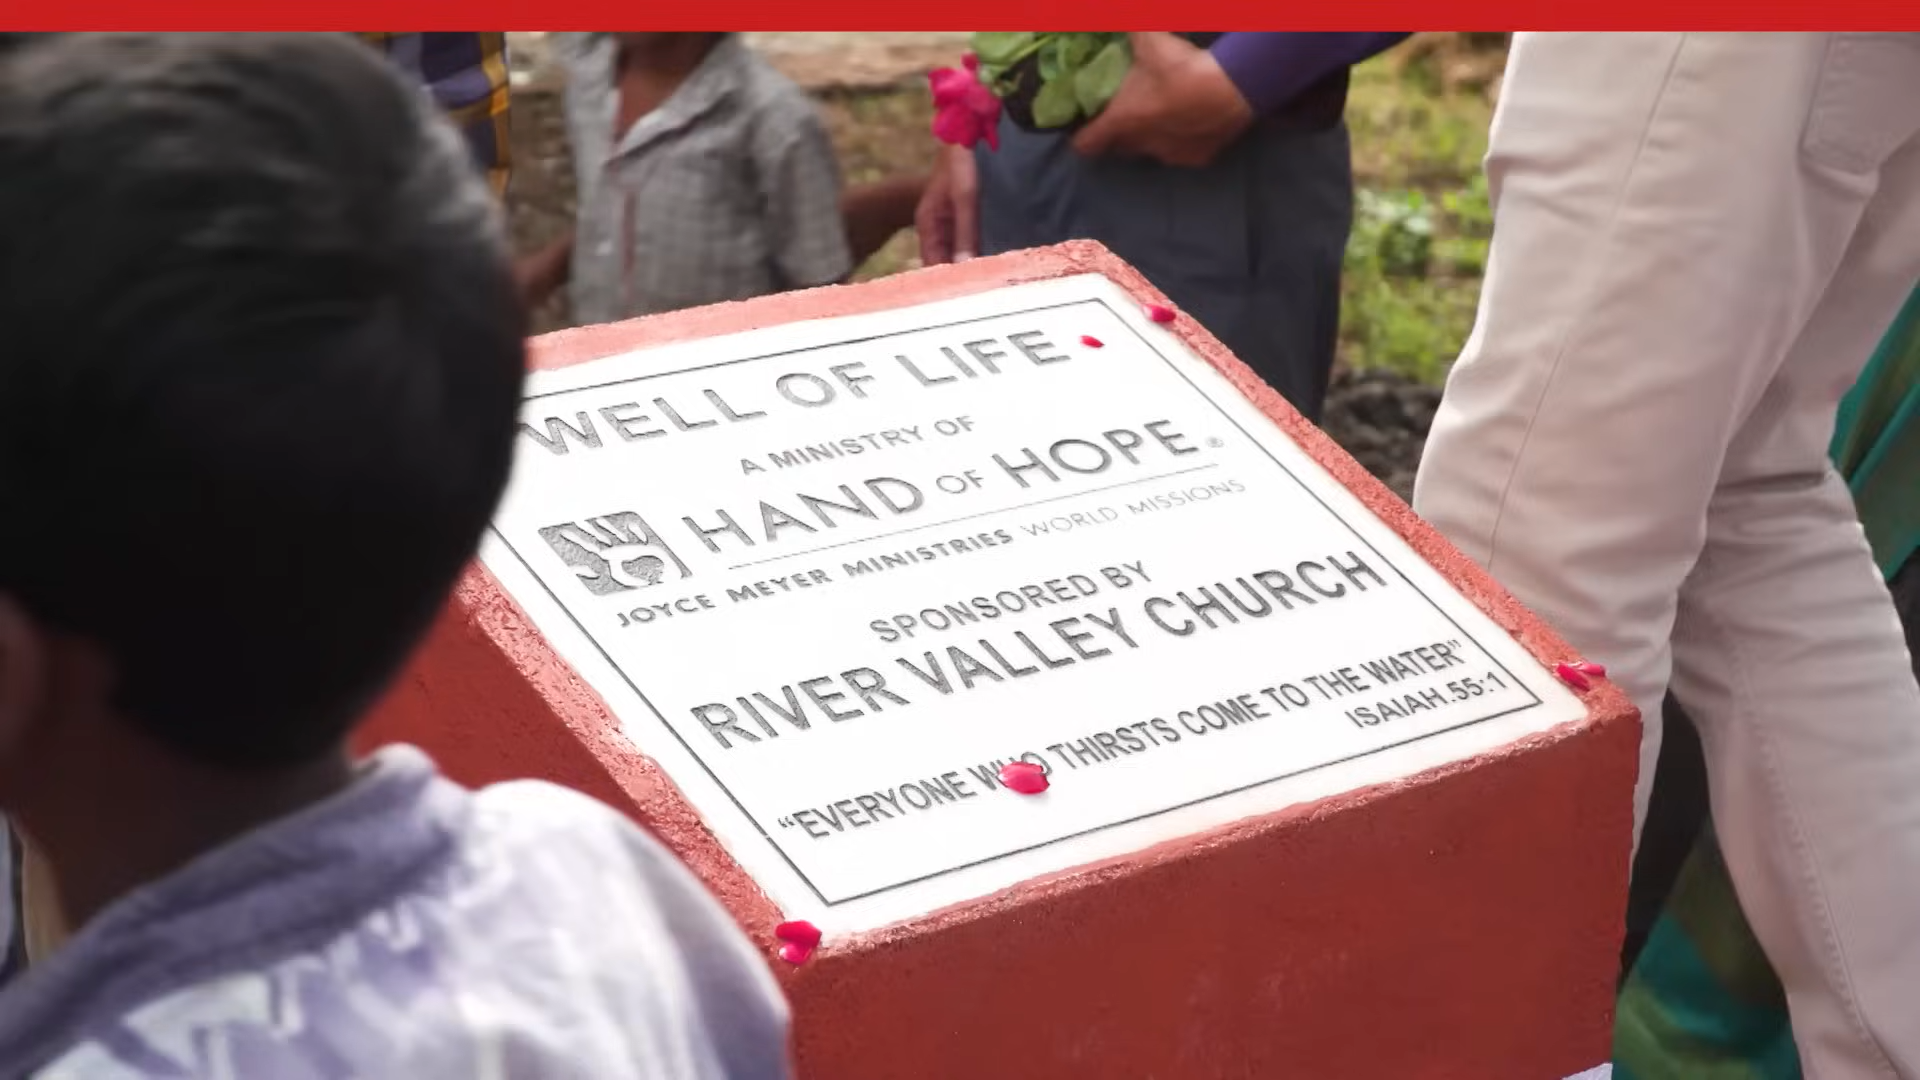 WELL OF LIFE
A MINISTRY OF
HAND OF HOPE®
JOYCE MEYER MINISTRIES WORLD MISSIONS
SPONSORED BY
RIVER VALLEY CHURCH
“EVERYONE WHO THIRSTS COME TO THE WATER”
ISAIAH.55:1